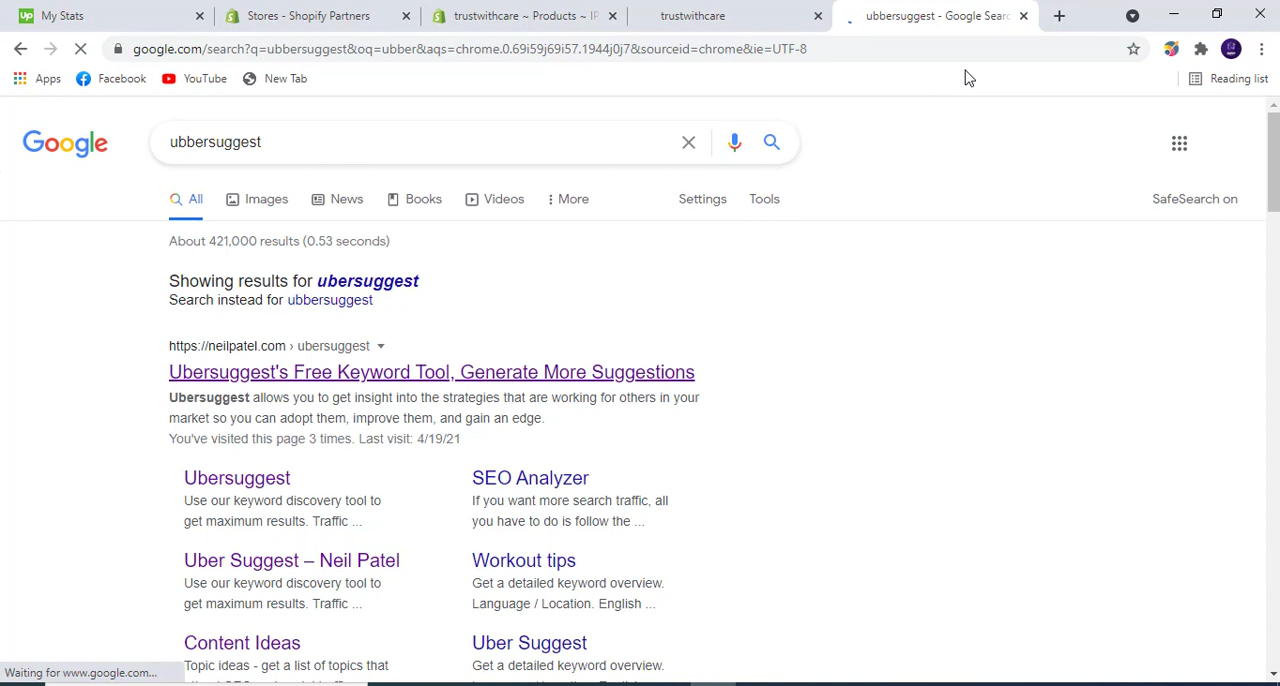 My Stats
Stores - Shopify Partners
trustwithcare ~ Products ~ IP
trustwithcare
ubbersuggest - Google Searc
google.com/search?q=ubbersuggest&oq=ubber&aqs=chrome.0.69i59j69i57.1944j0j7&sourceid=chrome&ie=UTF-8
Apps
Facebook
YouTube
New Tab
Reading list
Google
ubbersuggest
All
Images
News
Books
Videos
More
Settings
Tools
SafeSearch on
About 421,000 results (0.53 seconds)
Showing results for ubersuggest
Search instead for ubbersuggest
https://neilpatel.com › ubersuggest
Ubersuggest's Free Keyword Tool, Generate More Suggestions
Ubersuggest allows you to get insight into the strategies that are working for others in your
market so you can adopt them, improve them, and gain an edge.
You've visited this page 3 times. Last visit: 4/19/21
Ubersuggest
Use our keyword discovery tool to
get maximum results. Traffic ...
SEO Analyzer
If you want more search traffic, all
you have to do is follow the ...
Uber Suggest – Neil Patel
Use our keyword discovery tool to
get maximum results. Traffic ...
Workout tips
Get a detailed keyword overview.
Language / Location. English ...
Content Ideas
Topic ideas - get a list of topics that
Uber Suggest
Get a detailed keyword overview.
Waiting for www.google.com...